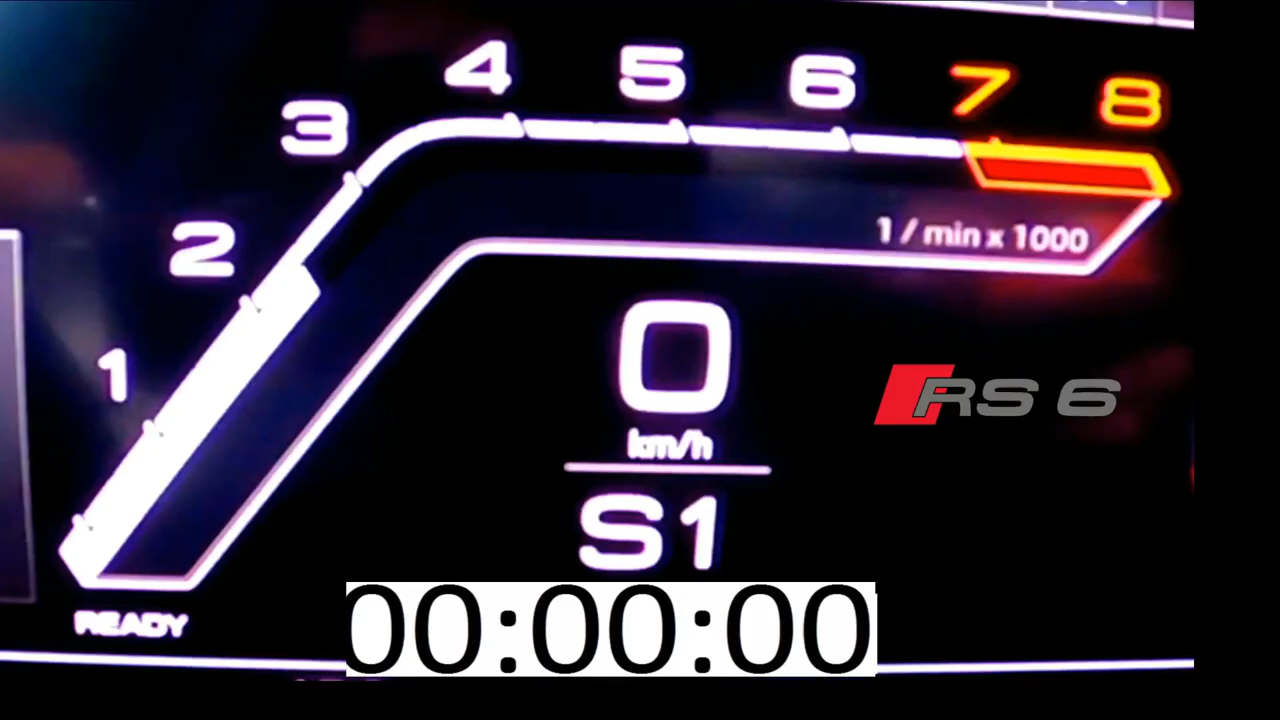 4 5 6 7 8
3
2
1 / min x 1000
1
0
km/h
RS 6
S1
READY
00:00:00